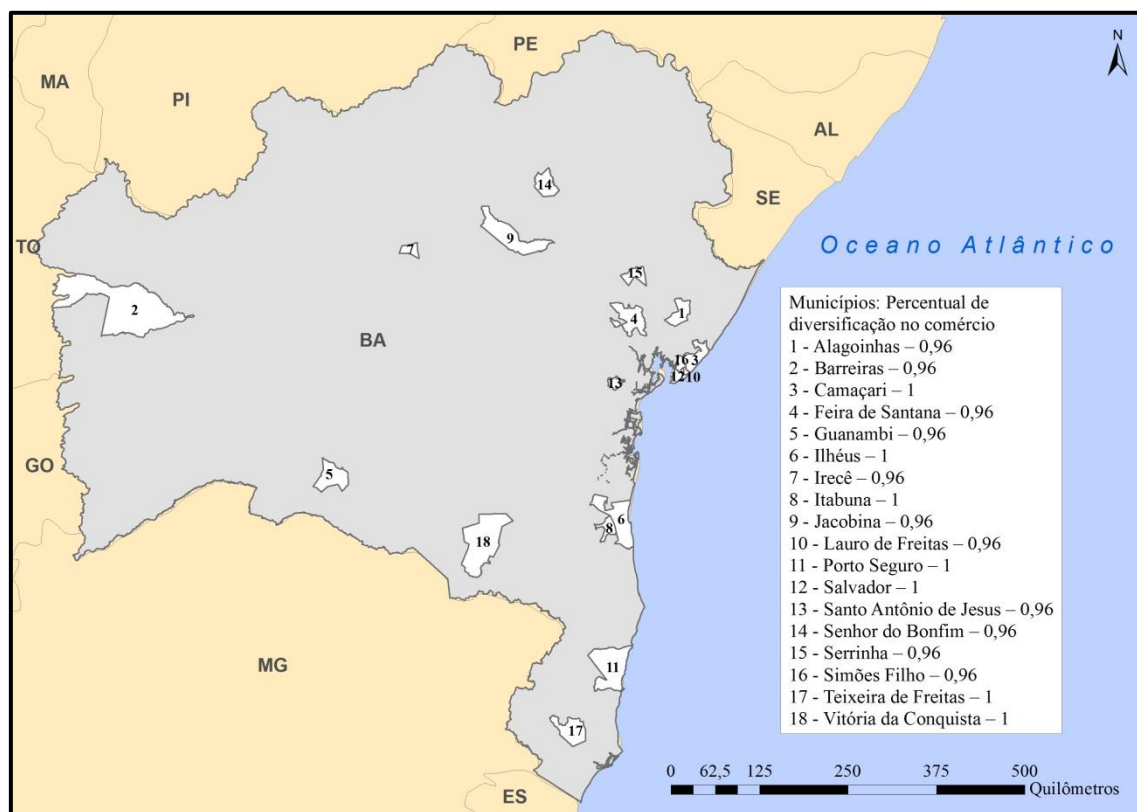 PE
N
MA
PI
AL
SE
TO
Oceano Atlântico
14
9
7
15
2
4
1
BA
16 3
12 10
13
GO
5
6
8
18
MG
11
17
ES
Municípios: Percentual de
diversificação no comércio
1 - Alagoinhas – 0,96
2 - Barreiras – 0,96
3 - Camaçari – 1
4 - Feira de Santana – 0,96
5 - Guanambi – 0,96
6 - Ilhéus – 1
7 - Irecê – 0,96
8 - Itabuna – 1
9 - Jacobina – 0,96
10 - Lauro de Freitas – 0,96
11 - Porto Seguro – 1
12 - Salvador – 1
13 - Santo Antônio de Jesus – 0,96
14 - Senhor do Bonfim – 0,96
15 - Serrinha – 0,96
16 - Simões Filho – 0,96
17 - Teixeira de Freitas – 1
18 - Vitória da Conquista – 1
0 62,5 125 250 375 500
Quilômetros